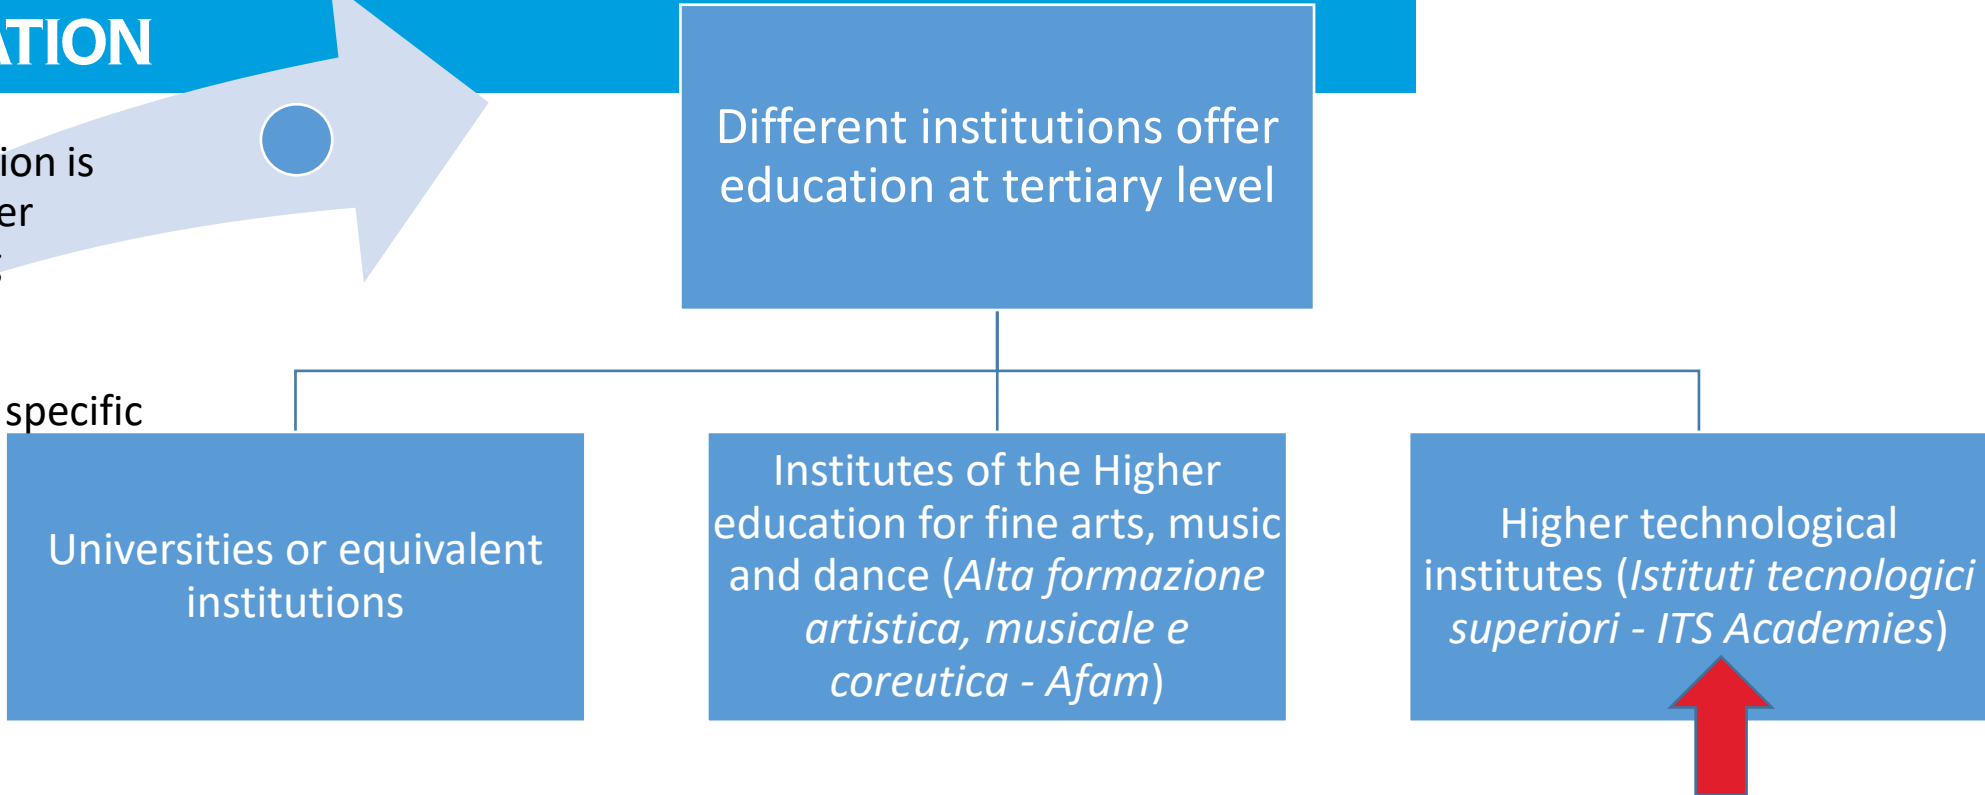 ATION
tion is
er
specific
Different institutions offer
education at tertiary level
Universities or equivalent
institutions
Institutes of the Higher
education for fine arts, music
and dance (Alta formazione
artistica, musicale e
coreutica - Afam)
Higher technological
institutes (Istituti tecnologici
superiori - ITS Academies)